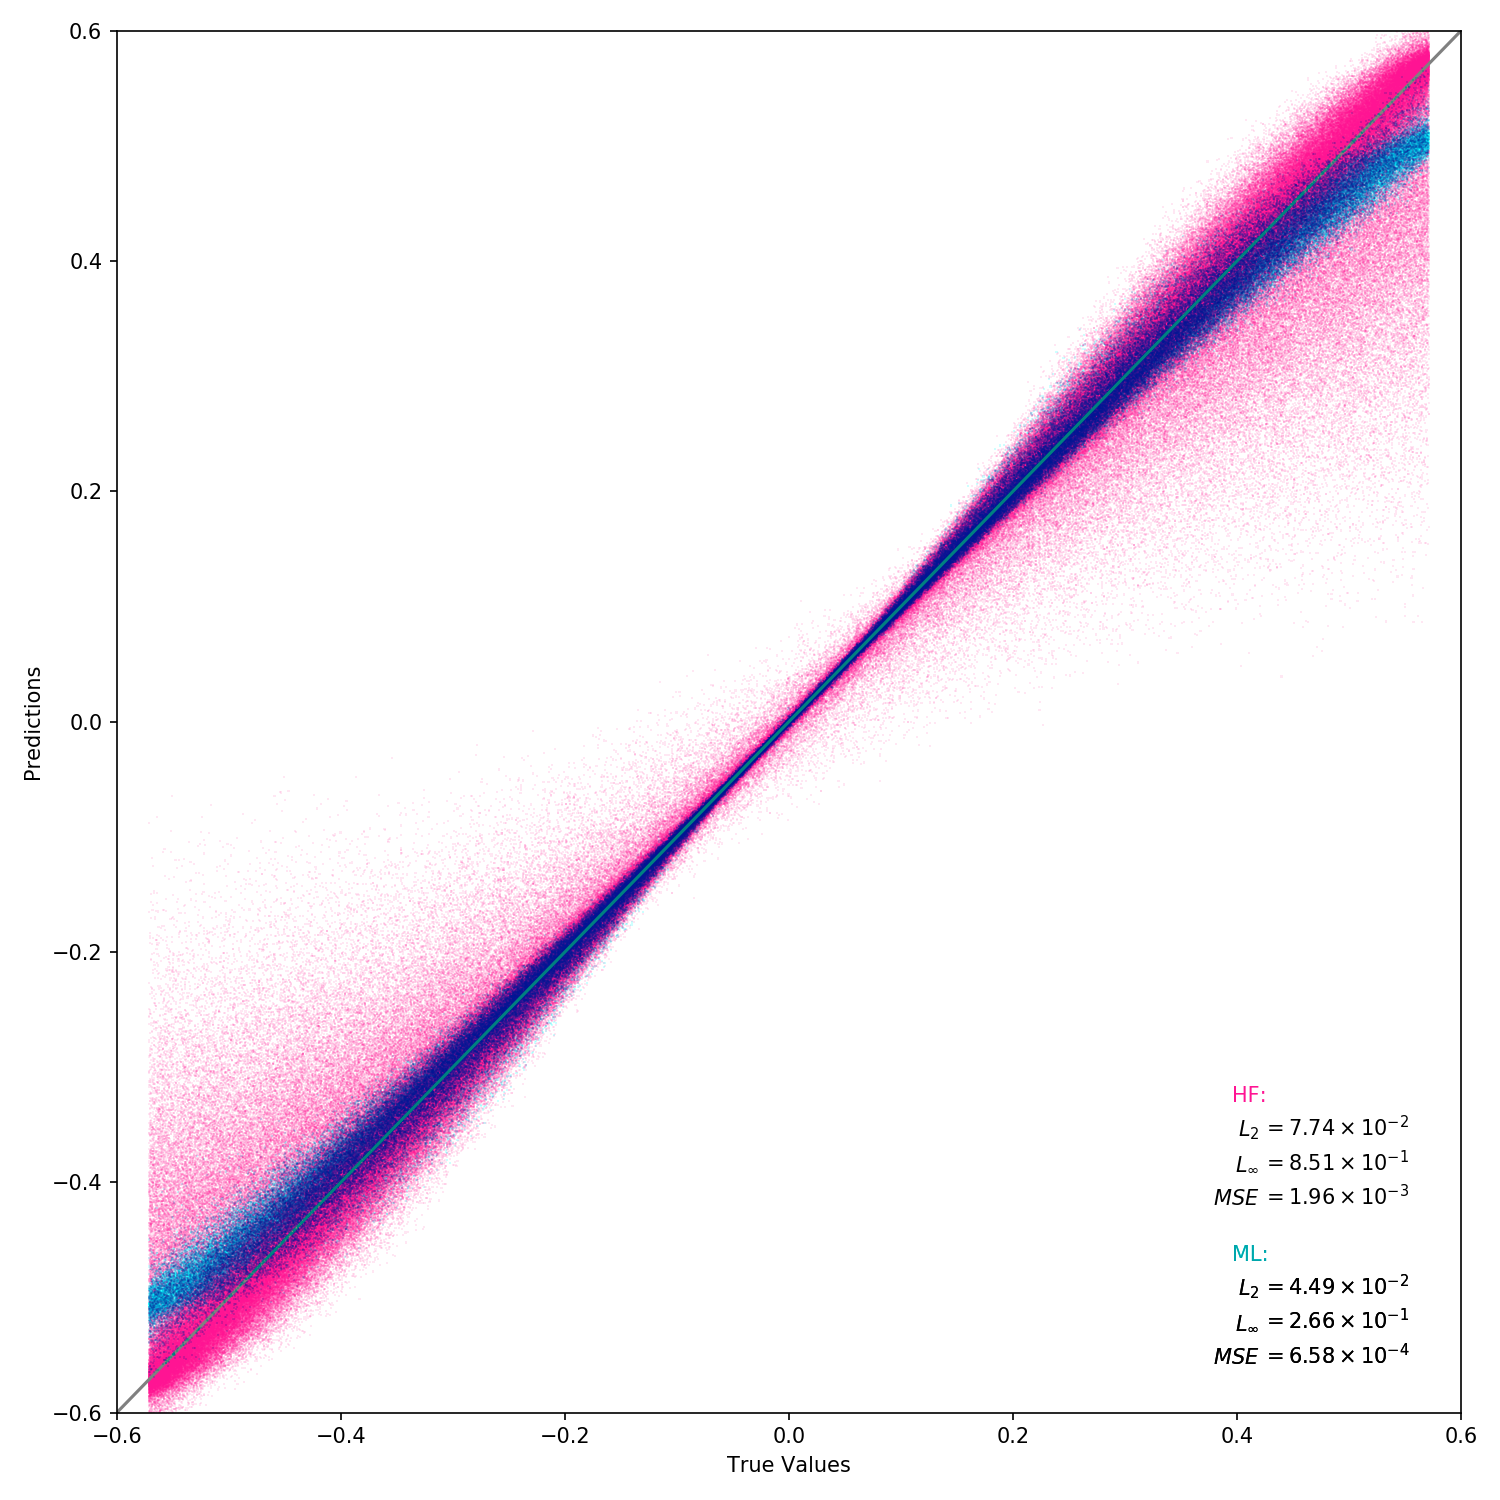 0.6
0.4
0.2
0.0
−0.2
−0.4
−0.6
Predictions
HF:
L₂ = 7.74 × 10⁻²
L∞ = 8.51 × 10⁻¹
MSE = 1.96 × 10⁻³
ML:
L₂ = 4.49 × 10⁻²
L∞ = 2.66 × 10⁻¹
MSE = 6.58 × 10⁻⁴
−0.6 −0.4 −0.2 0.0 0.2 0.4 0.6
True Values